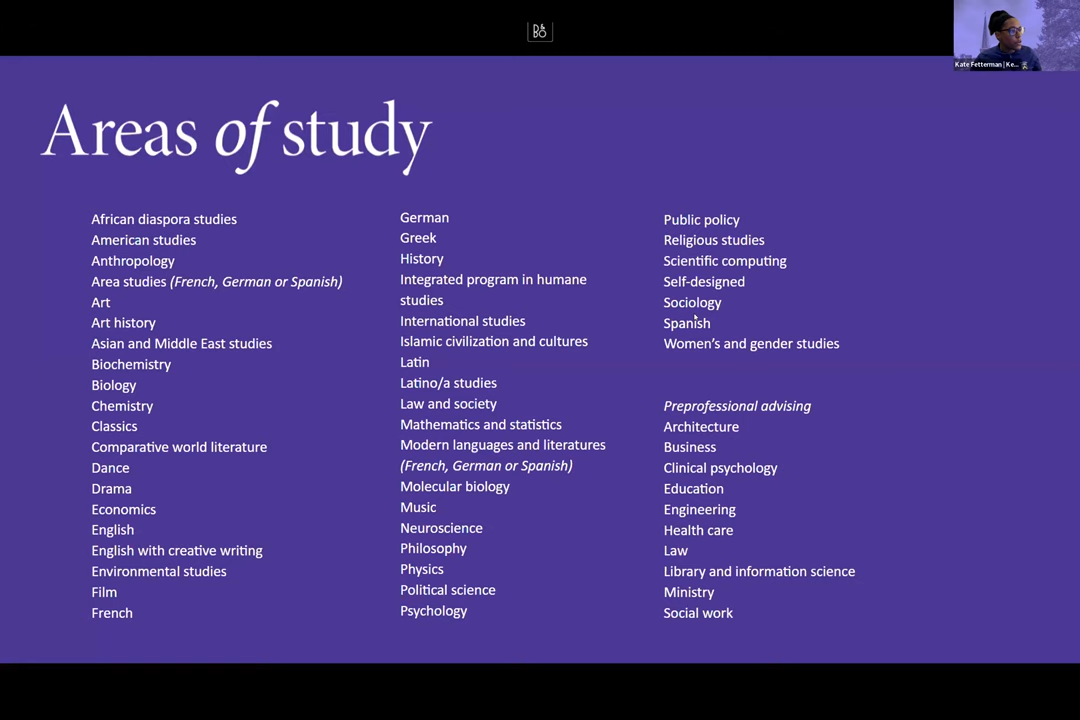 D&
BO
Kate Fetterman | Ke...
Areas of study
African diaspora studies
American studies
Anthropology
Area studies (French, German or Spanish)
Art
Art history
Asian and Middle East studies
Biochemistry
Biology
Chemistry
Classics
Comparative world literature
Dance
Drama
Economics
English
English with creative writing
Environmental studies
Film
French
German
Greek
History
Integrated program in humane
studies
International studies
Islamic civilization and cultures
Latin
Latino/a studies
Law and society
Mathematics and statistics
Modern languages and literatures
(French, German or Spanish)
Molecular biology
Music
Neuroscience
Philosophy
Physics
Political science
Psychology
Public policy
Religious studies
Scientific computing
Self-designed
Sociology
Spanish
Women’s and gender studies
Preprofessional advising
Architecture
Business
Clinical psychology
Education
Engineering
Health care
Law
Library and information science
Ministry
Social work